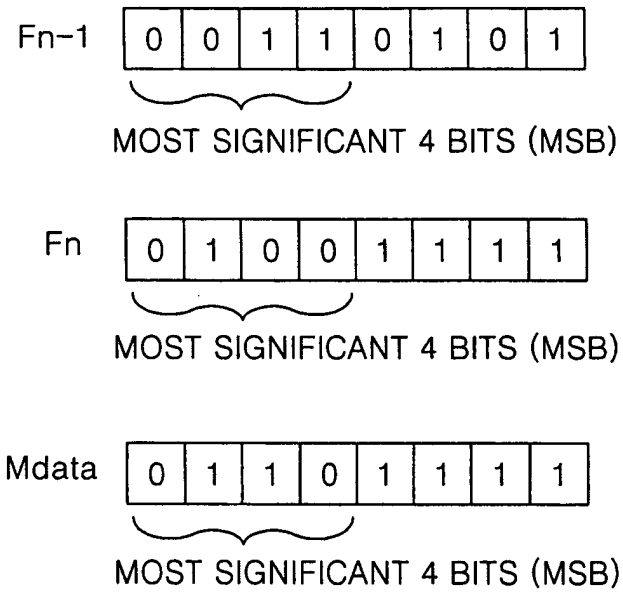 Fn-1 0 0 1 1 0 1 0 1
MOST SIGNIFICANT 4 BITS (MSB)
Fn 0 1 0 0 1 1 1 1
MOST SIGNIFICANT 4 BITS (MSB)
Mdata 0 1 1 0 1 1 1 1
MOST SIGNIFICANT 4 BITS (MSB)